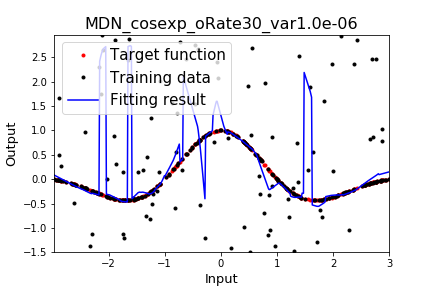 MDN_cosexp_oRate30_var1.0e-06
Target function
Training data
Fitting result
2.5
2.0
1.5
1.0
0.5
0.0
−0.5
−1.0
−1.5
Output
−2
−1
0
1
2
3
Input